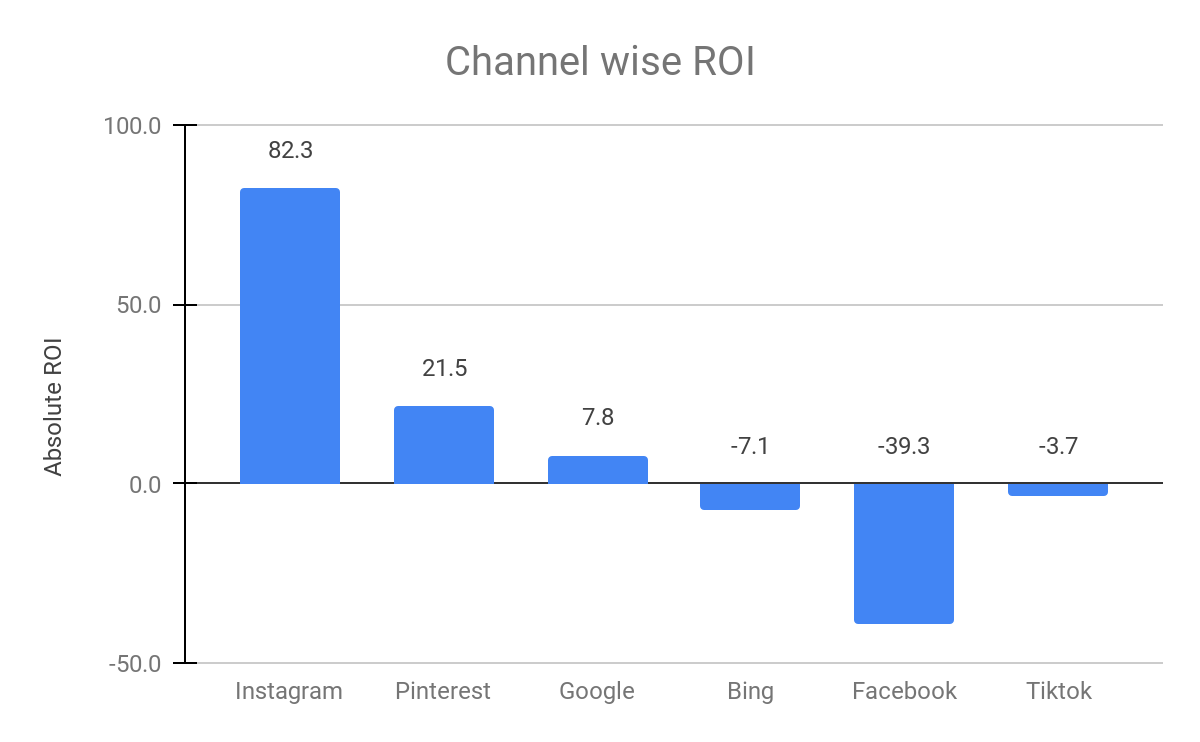 Channel wise ROI
Absolute ROI
100.0
50.0
0.0
-50.0
82.3
21.5
7.8
-7.1
-39.3
-3.7
Instagram
Pinterest
Google
Bing
Facebook
Tiktok